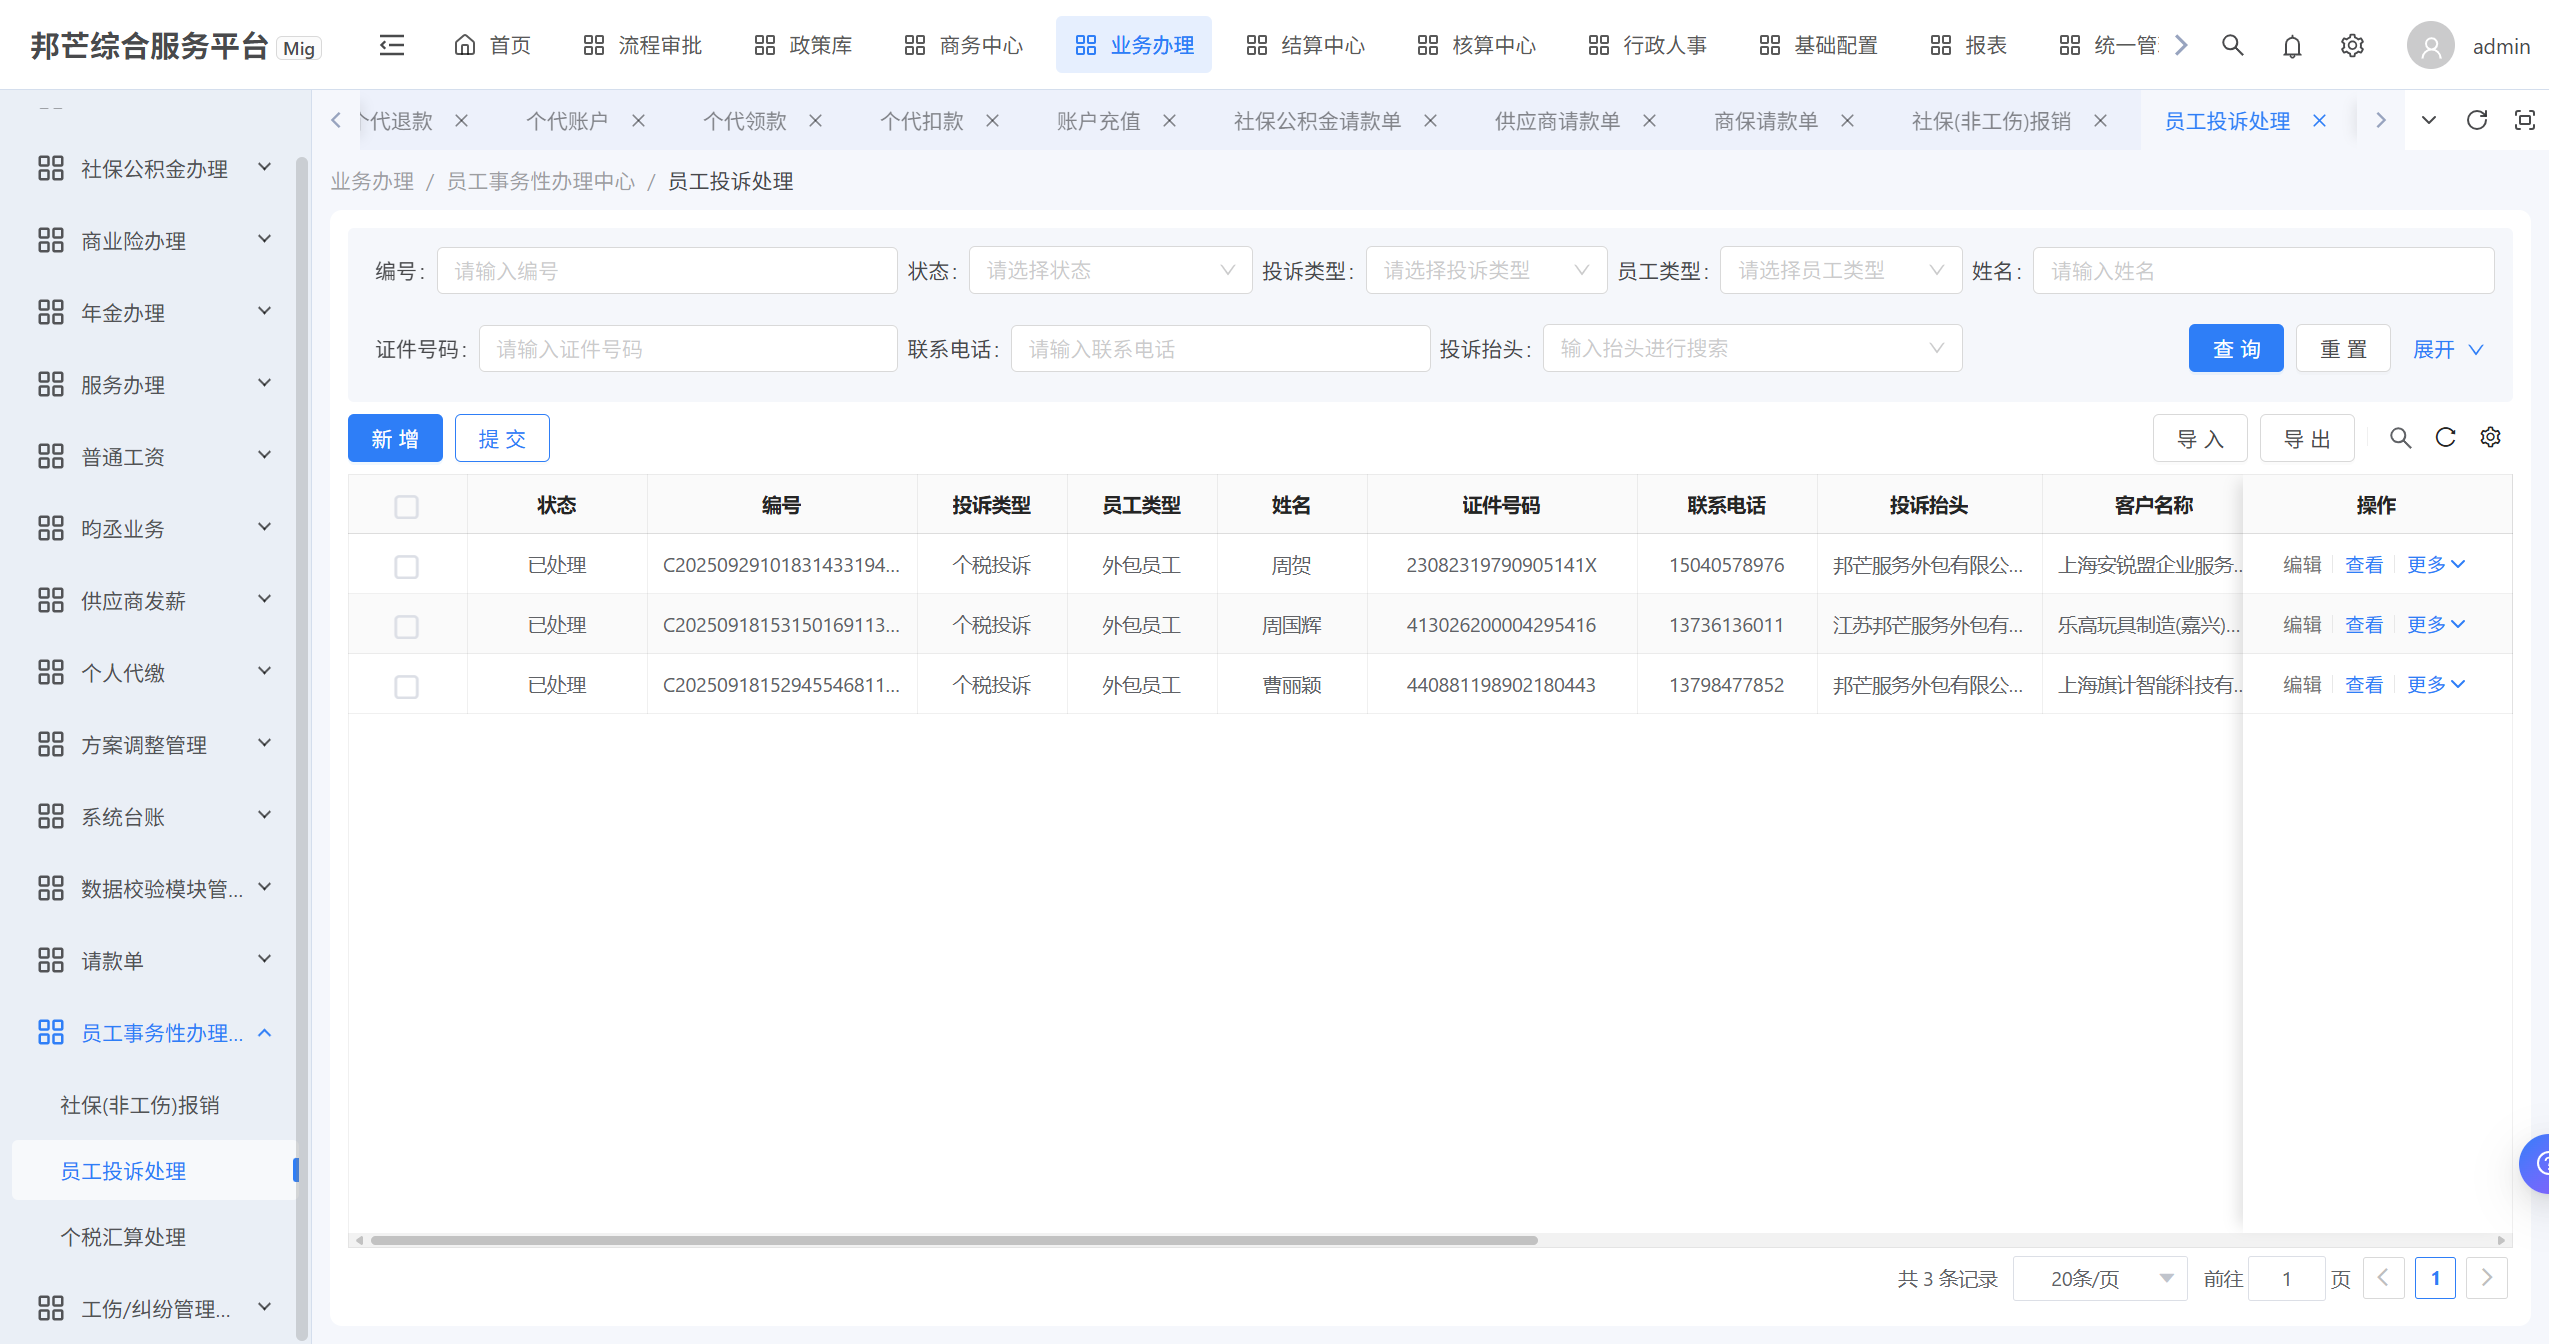 邦芒综合服务平台 Mig 首页 流程审批 政策库 商务中心 业务办理 结算中心 核算中心 行政人事 基础配置 报表 统一管 admin
代退款 个代账户 个代领款 个代扣款 账户充值 社保公积金请款单 供应商请款单 商保请款单 社保(非工伤)报销 员工投诉处理
业务办理 / 员工事务性办理中心 / 员工投诉处理
社保公积金办理
商业险办理
年金办理
服务办理
普通工资
昀丞业务
供应商发薪
个人代缴
方案调整管理
系统台账
数据校验模块管...
请款单
员工事务性办理...
社保(非工伤)报销
员工投诉处理
个税汇算处理
工伤/纠纷管理...
编号: 请输入编号 状态: 请选择状态 投诉类型: 请选择投诉类型 员工类型: 请选择员工类型 姓名: 请输入姓名
证件号码: 请输入证件号码 联系电话: 请输入联系电话 投诉抬头: 输入抬头进行搜索 查 询 重 置 展开
新 增 提 交 导 入 导 出
状态 编号 投诉类型 员工类型 姓名 证件号码 联系电话 投诉抬头 客户名称 操作
已处理 C20250929101831433194... 个税投诉 外包员工 周贺 23082319790905141X 15040578976 邦芒服务外包有限公... 上海安锐盟企业服务... 编辑 查看 更多
已处理 C20250918153150169113... 个税投诉 外包员工 周国辉 413026200004295416 13736136011 江苏邦芒服务外包有... 乐高玩具制造(嘉兴)... 编辑 查看 更多
已处理 C20250918152945546811... 个税投诉 外包员工 曹丽颖 440881198902180443 13798477852 邦芒服务外包有限公... 上海旗计智能科技有... 编辑 查看 更多
共 3 条记录 20条/页 前往 1 页 1